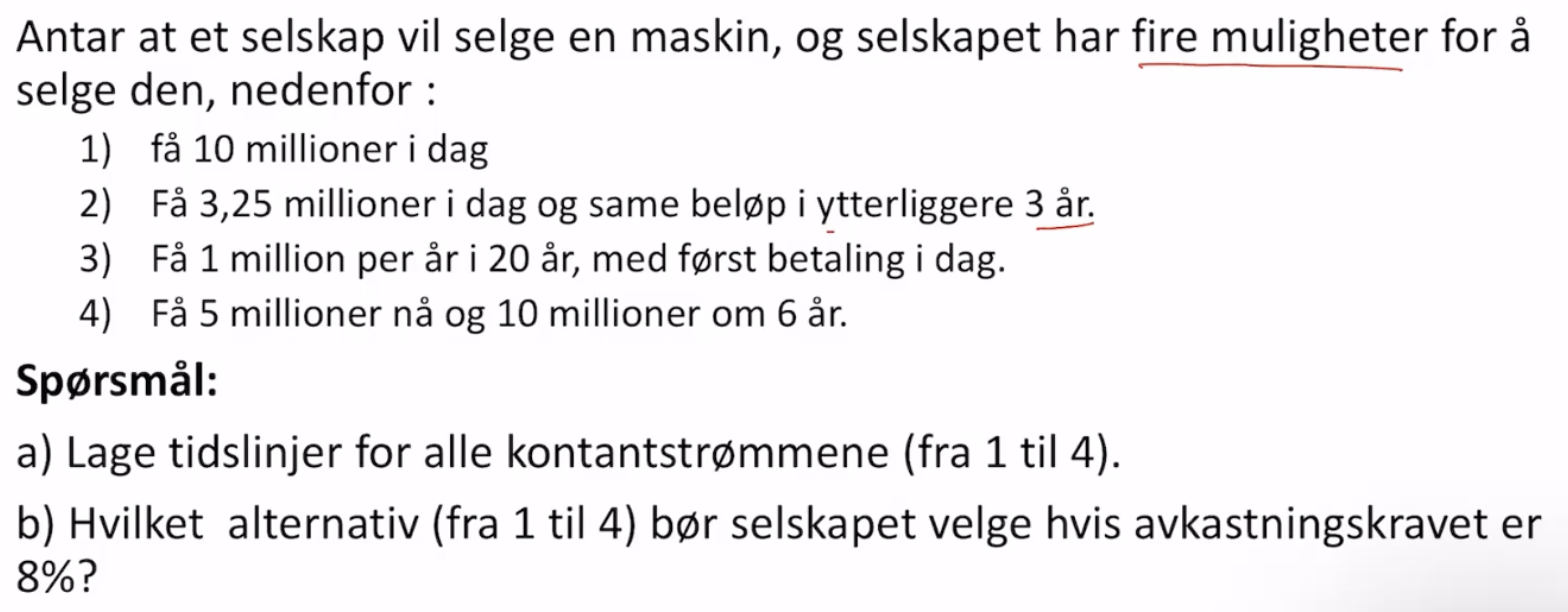 Antar at et selskap vil selge en maskin, og selskapet har fire muligheter for å
selge den, nedenfor :
1) få 10 millioner i dag
2) Få 3,25 millioner i dag og same beløp i ytterliggere 3 år.
3) Få 1 million per år i 20 år, med først betaling i dag.
4) Få 5 millioner nå og 10 millioner om 6 år.
Spørsmål:
a) Lage tidslinjer for alle kontantstrømmene (fra 1 til 4).
b) Hvilket alternativ (fra 1 til 4) bør selskapet velge hvis avkastningskravet er
8%?